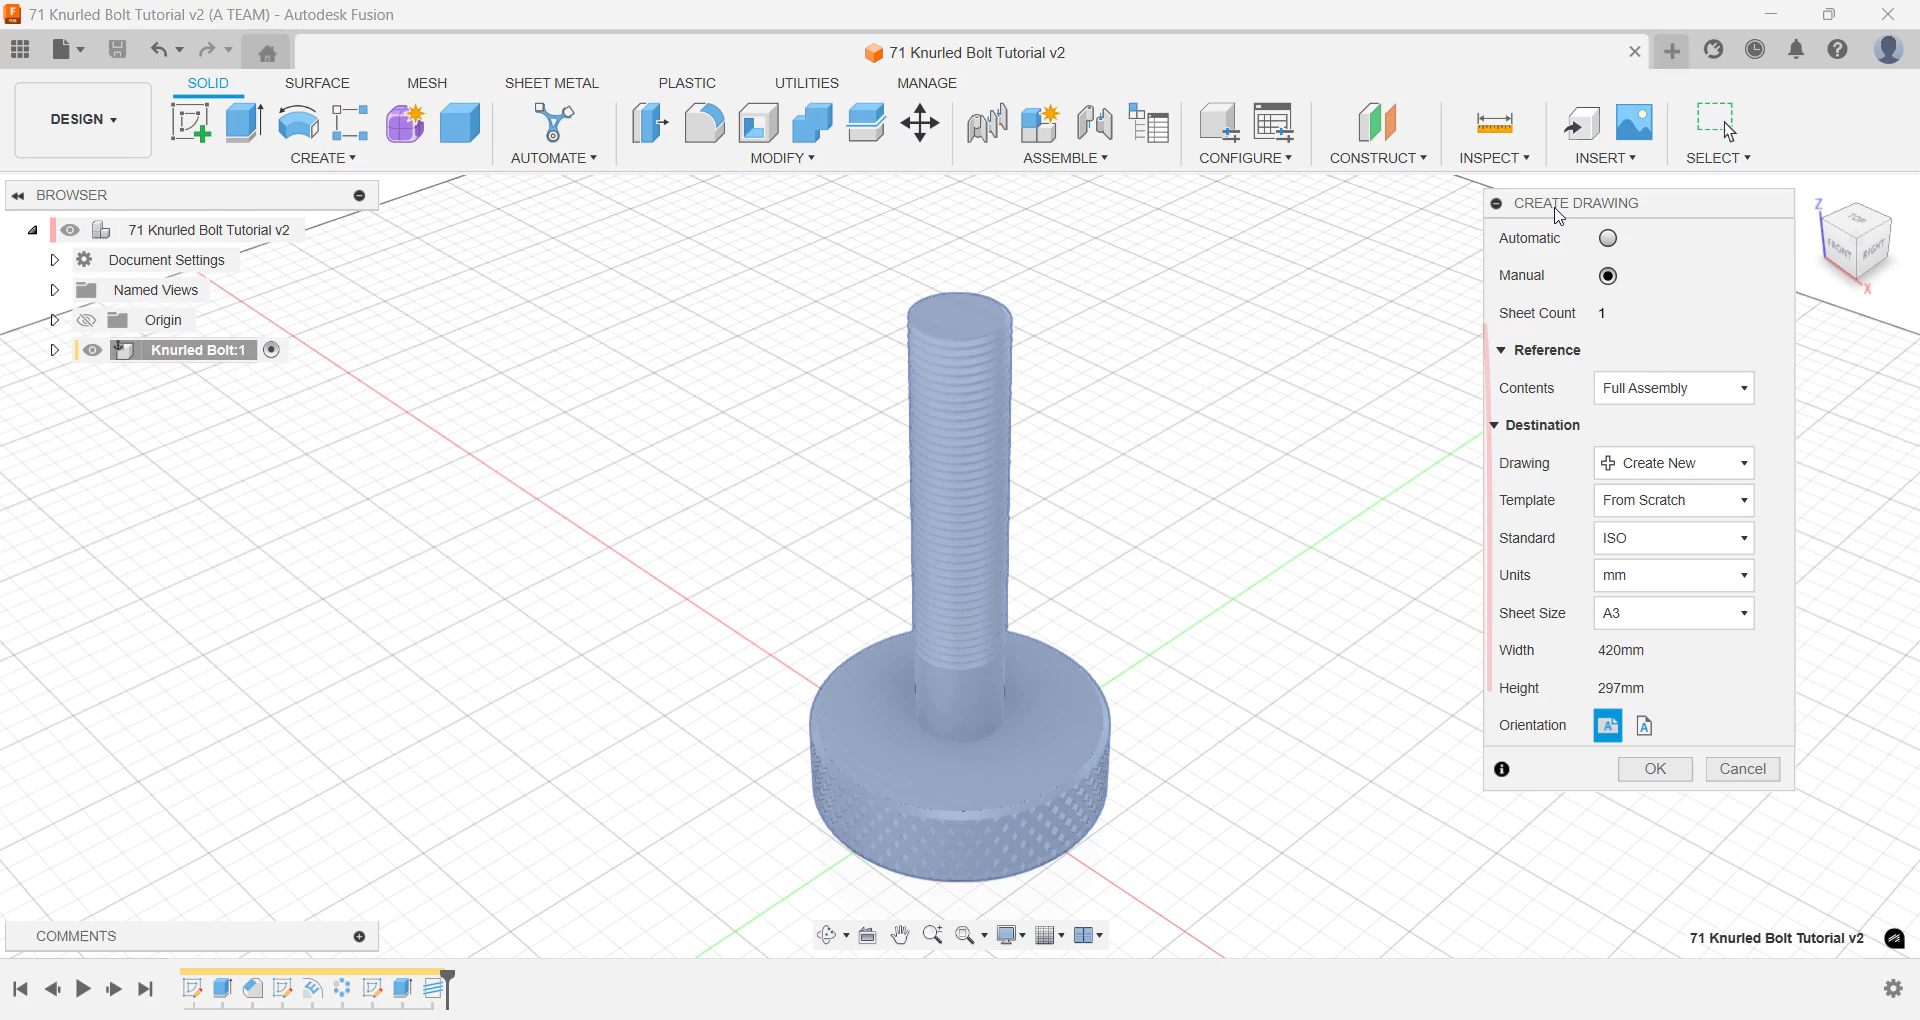 71 Knurled Bolt Tutorial v2 (A TEAM) - Autodesk Fusion
71 Knurled Bolt Tutorial v2
SOLID SURFACE MESH SHEET METAL PLASTIC UTILITIES MANAGE
DESIGN
CREATE AUTOMATE MODIFY ASSEMBLE CONFIGURE CONSTRUCT INSPECT INSERT SELECT
BROWSER
71 Knurled Bolt Tutorial v2
Document Settings
Named Views
Origin
Knurled Bolt:1
CREATE DRAWING
Automatic
Manual
Sheet Count 1
Reference
Contents Full Assembly
Destination
Drawing Create New
Template From Scratch
Standard ISO
Units mm
Sheet Size A3
Width 420mm
Height 297mm
Orientation A A
OK Cancel
Z
TOP
FRONT RIGHT
X
COMMENTS
71 Knurled Bolt Tutorial v2